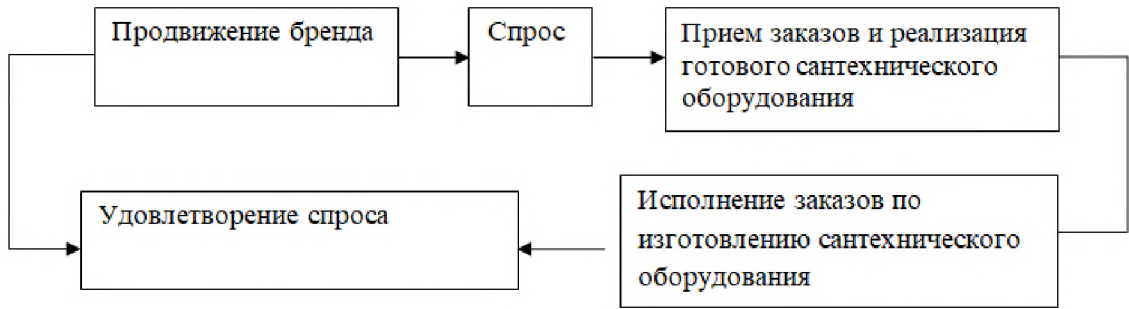 Продвижение бренда
Спрос
Прием заказов и реализация
готового сантехнического
оборудования
Удовлетворение спроса
Исполнение заказов по
изготовлению сантехнического
оборудования